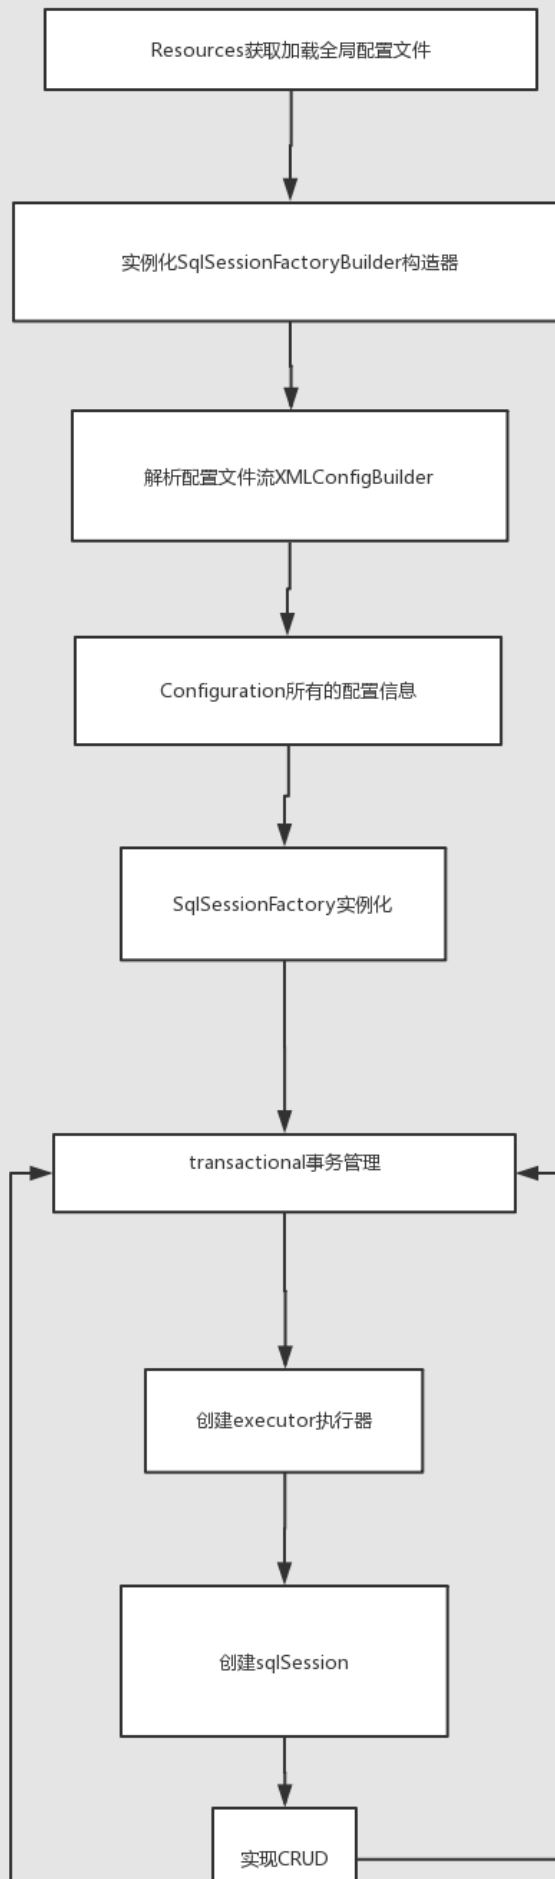 Resources获取加载全局配置文件
实例化SqlSessionFactoryBuilder构造器
解析配置文件流XMLConfigBuilder
Configuration所有的配置信息
SqlSessionFactory实例化
transactional事务管理
创建executor执行器
创建sqlSession
实现CRUD